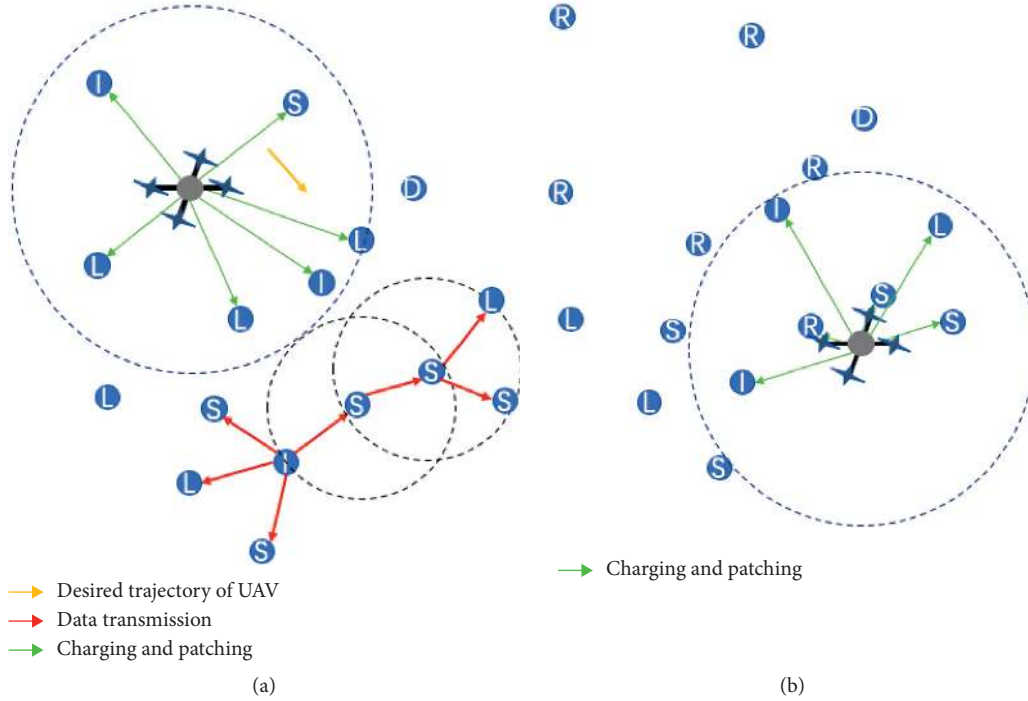 I
S
D
L
L
I
L
L
L
S
S
S
L
S
I
L
S
Desired trajectory of UAV
Data transmission
Charging and patching
(a)
R
R
D
R
R
I
L
R
S
L
S
R
S
I
L
S
Charging and patching
(b)